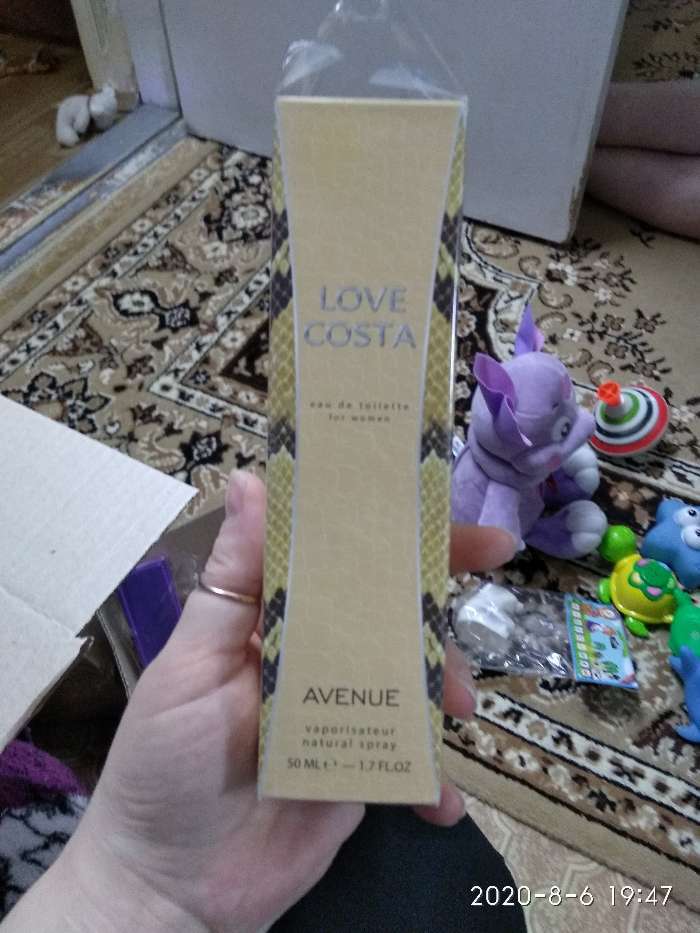 LOVE
COSTA
eau de toilette
for women
AVENUE
vaporisateur
natural spray
50 ML ℮ — 1.7 FL.OZ
2020-8-6 19:47